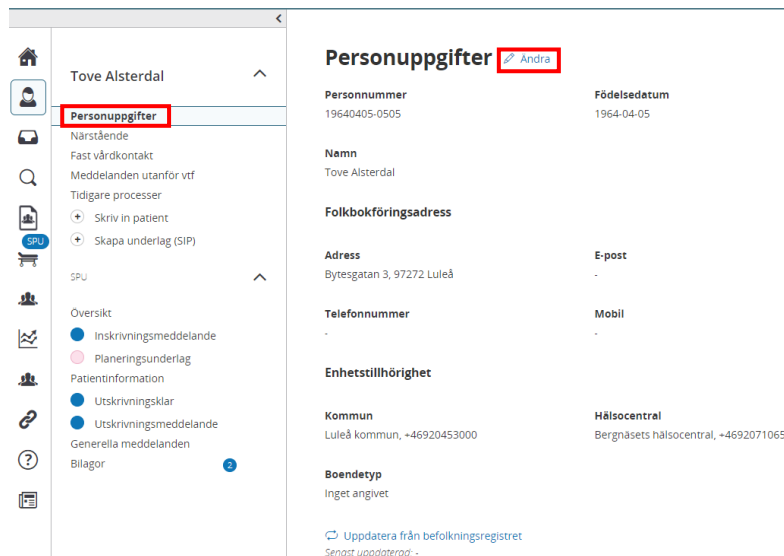 Tove Alsterdal
Personuppgifter
Närstående
Fast vårdkontakt
Meddelanden utanför vtf
Tidigare processer
Skriv in patient
Skapa underlag (SIP)
SPU
SPU
Översikt
Inskrivningsmeddelande
Planeringsunderlag
Patientinformation
Utskrivningsklar
Utskrivningsmeddelande
Generella meddelanden
Bilagor 2
Personuppgifter Ändra
Personnummer Födelsedatum
19640405-0505 1964-04-05
Namn
Tove Alsterdal
Folkbokföringsadress
Adress E-post
Bytesgatan 3, 97272 Luleå -
Telefonnummer Mobil
- -
Enhetstillhörighet
Kommun Hälsocentral
Luleå kommun, +46920453000 Bergnäsets hälsocentral, +4692071065
Boendetyp
Inget angivet
Uppdatera från befolkningsregistret
Senast uppdaterad: -